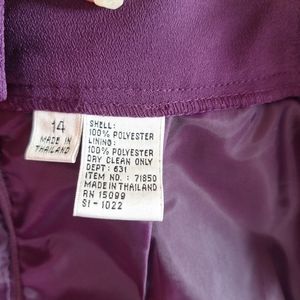 14
MADE IN
THAILAND
SHELL:
100% POLYESTER
LINING:
100% POLYESTER
DRY CLEAN ONLY
DEPT: 631
ITEM NO. : 71850
MADE IN THAILAND
RN 15099
SI - 1022